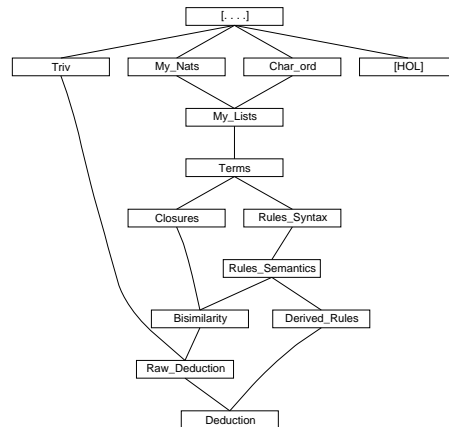 [. . . .]
Triv
My_Nats
Char_ord
[HOL]
My_Lists
Terms
Closures
Rules_Syntax
Rules_Semantics
Bisimilarity
Derived_Rules
Raw_Deduction
Deduction